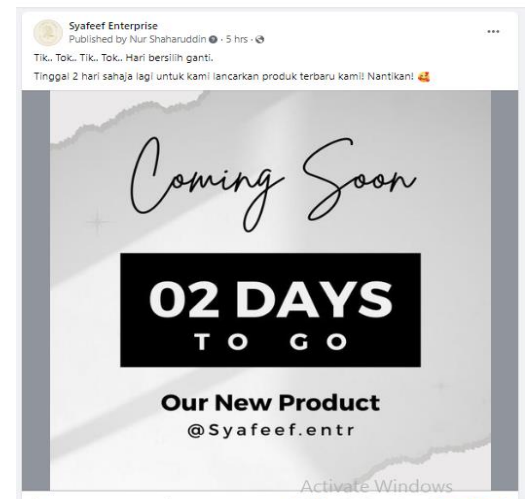 Syafeef Enterprise
Published by Nur Shaharuddin · 5 hrs ·
Tik.. Tok.. Tik.. Tok.. Hari bersilih ganti.
Tinggal 2 hari sahaja lagi untuk kami lancarkan produk terbaru kami! Nantikan! 🥰
Coming Soon
02 DAYS
TO GO
Our New Product
@Syafeef.entr
Activate Windows